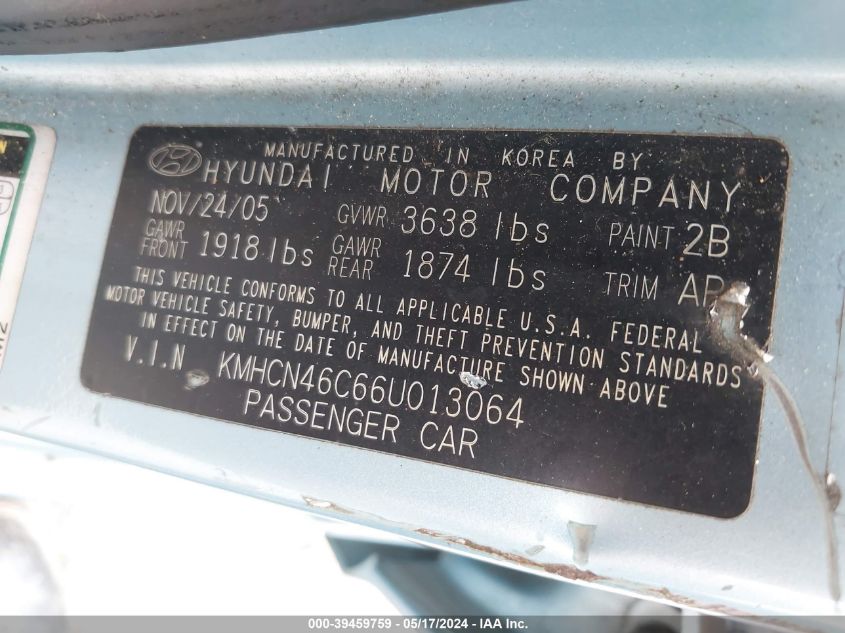 MANUFACTURED IN KOREA BY
HYUNDAI MOTOR COMPANY
NOV/24/05 GVWR 3638 lbs PAINT 2B
GAWR FRONT 1918 lbs GAWR REAR 1874 lbs TRIM AP
THIS VEHICLE CONFORMS TO ALL APPLICABLE U.S.A. FEDERAL
MOTOR VEHICLE SAFETY, BUMPER, AND THEFT PREVENTION STANDARDS
IN EFFECT ON THE DATE OF MANUFACTURE SHOWN ABOVE
V.I.N KMHCN46C66U013064
PASSENGER CAR
000-39459759 - 05/17/2024 - IAA Inc.